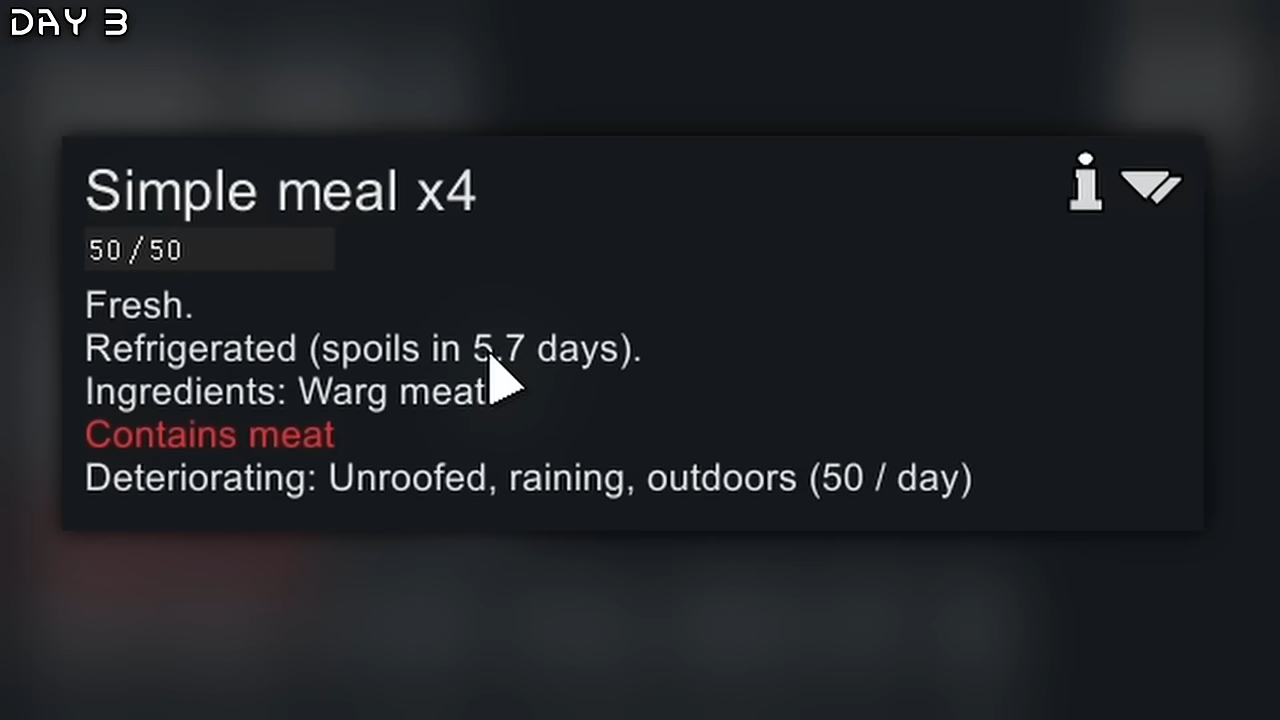 DAY 3
Simple meal x4
50 / 50
Fresh.
Refrigerated (spoils in 5.7 days).
Ingredients: Warg meat
Contains meat
Deteriorating: Unroofed, raining, outdoors (50 / day)